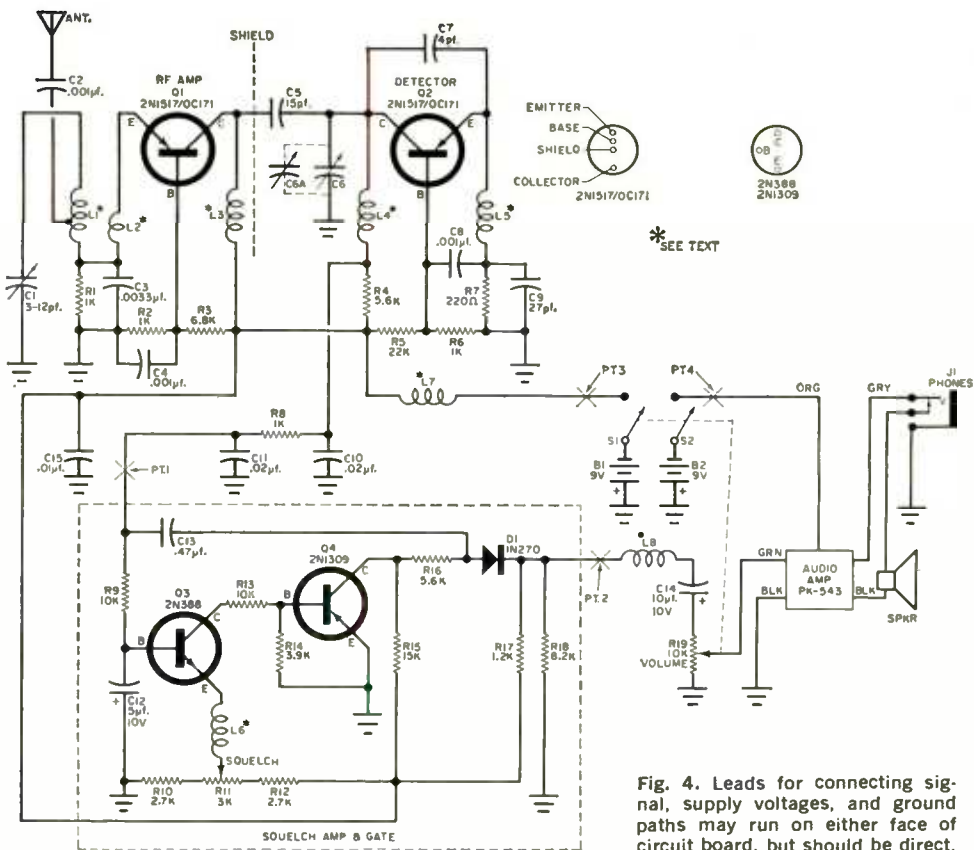 ANT.
C2
.001µf.
RF AMP
Q1
2N1517/OC171
SHIELD
C5
15pf.
C7
4pf.
DETECTOR
Q2
2N1517/OC171
E
C
B
C
E
B
EMITTER
BASE
SHIELD
COLLECTOR
2N1517/OC171
B
C
E
2N388
2N1309
*SEE TEXT
C6A
C6
L1*
L2*
*L3
L4*
L5*
C1
3-12pf.
R1
1K
C3
.0033µf.
R2
1K
R3
6.8K
C4
.001µf.
R4
5.6K
C8
.001µf.
R7
220Ω
C9
27pf.
R5
22K
R6
1K
*L7
PT3
PT4
ORG
GRY
J1
PHONES
S1
S2
B1
9V
+
B2
9V
+
R8
1K
C15
.01µf.
PT.1
C11
.02µf.
C10
.02µf.
C13
.47µf.
D1
1N270
*L8
PT.2
C14
10µf.
10V
+
GRN
BLK
AUDIO
AMP
PK-543
BLK
SPKR
R19
10K
VOLUME
R9
10K
Q3
2N388
C
B
E
R13
10K
Q4
2N1309
B
C
E
R14
3.9K
R16
5.6K
R15
15K
R17
1.2K
R18
8.2K
+
C12
5µf.
10V
L6*
SQUELCH
R10
2.7K
R11
3K
R12
2.7K
SQUELCH AMP & GATE
Fig. 4. Leads for connecting sig-
nal, supply voltages, and ground
paths may run on either face of
circuit board, but should be direct.